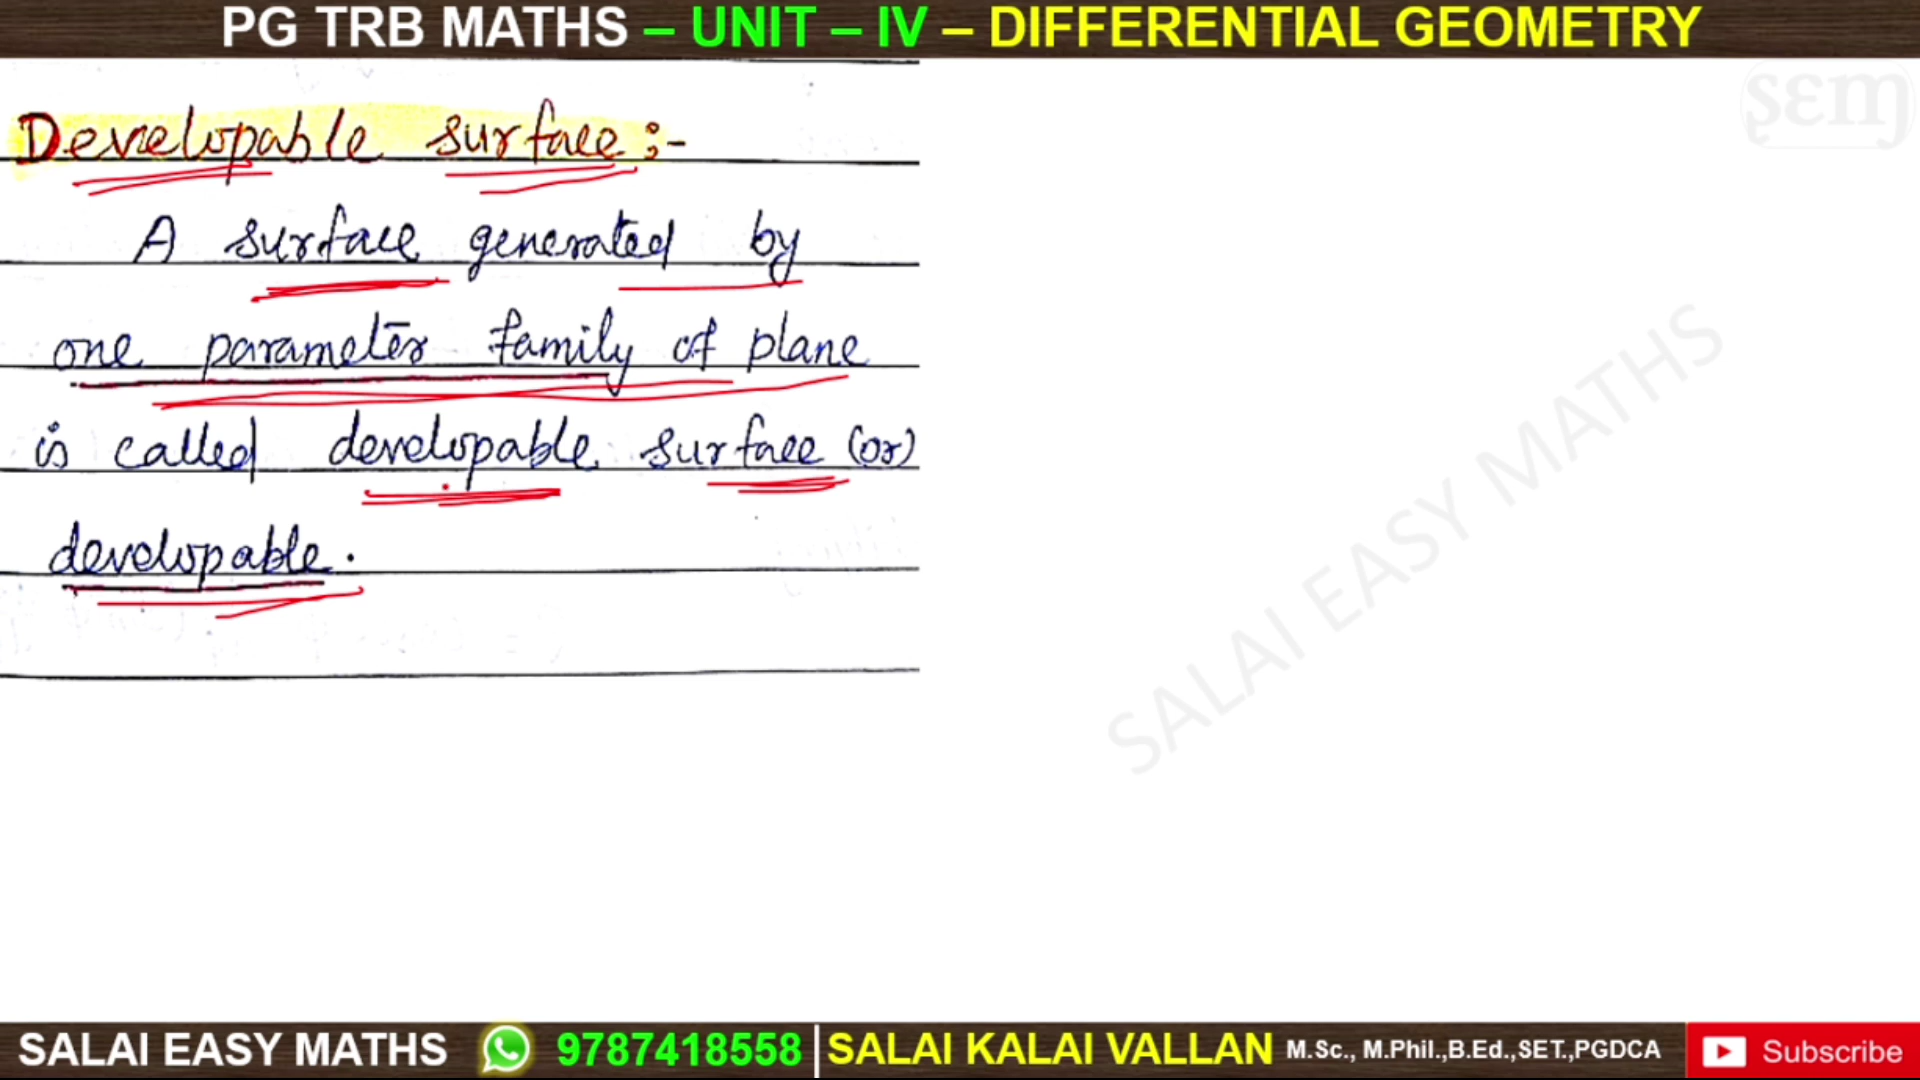 PG TRB MATHS – UNIT – IV – DIFFERENTIAL GEOMETRY
sɛm
Developable surface :-
A surface generated by
one parameter family of plane
is called developable surface (or)
developable.
SALAI EASY MATHS
SALAI EASY MATHS 9787418558 SALAI KALAI VALLAN M.Sc., M.Phil.,B.Ed.,SET.,PGDCA Subscribe